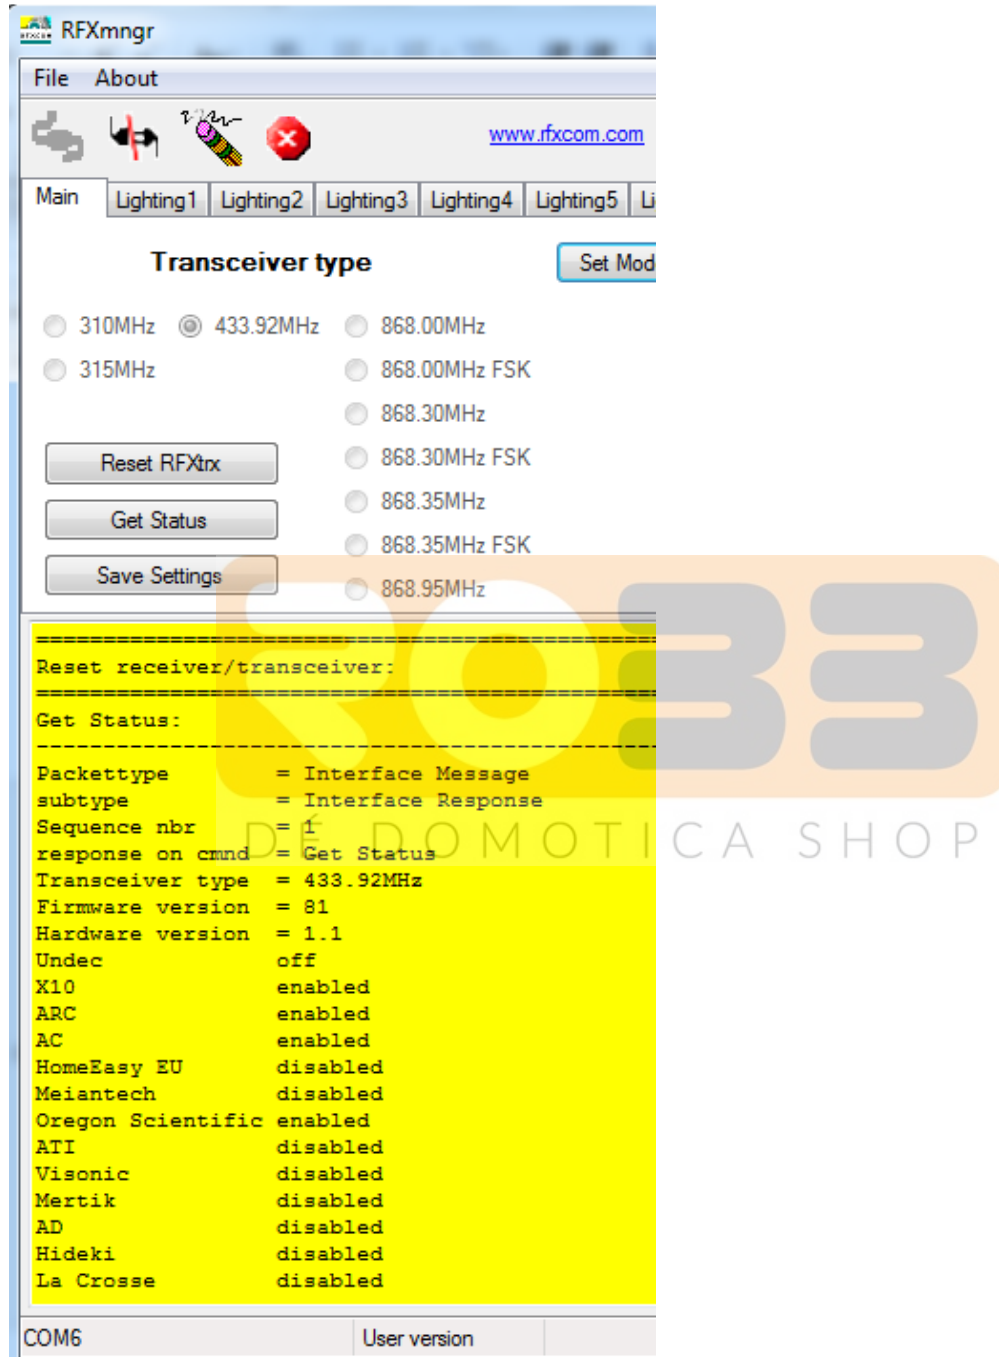 RFXmngr
File About
www.rfxcom.com
Main Lighting1 Lighting2 Lighting3 Lighting4 Lighting5 Li
Transceiver type Set Mod
310MHz 433.92MHz 868.00MHz
315MHz 868.00MHz FSK
868.30MHz
Reset RFXtrx 868.30MHz FSK
868.35MHz
Get Status
868.35MHz FSK
Save Settings
868.95MHz
================================================
Reset receiver/transceiver:
================================================
Get Status:
------------------------------------------------
Packettype = Interface Message
subtype = Interface Response
Sequence nbr = 1
response on cmnd = Get Status
Transceiver type = 433.92MHz
Firmware version = 81
Hardware version = 1.1
Undec off
X10 enabled
ARC enabled
AC enabled
HomeEasy EU disabled
Meiantech disabled
Oregon Scientific enabled
ATI disabled
Visonic disabled
Mertik disabled
AD disabled
Hideki disabled
La Crosse disabled
COM6 User version
ROBB
DÉ DOMOTICA SHOP